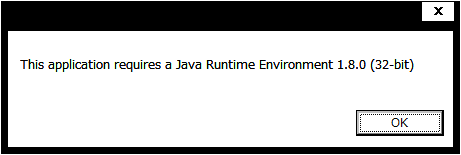 x
This application requires a Java Runtime Environment 1.8.0 (32-bit)
OK